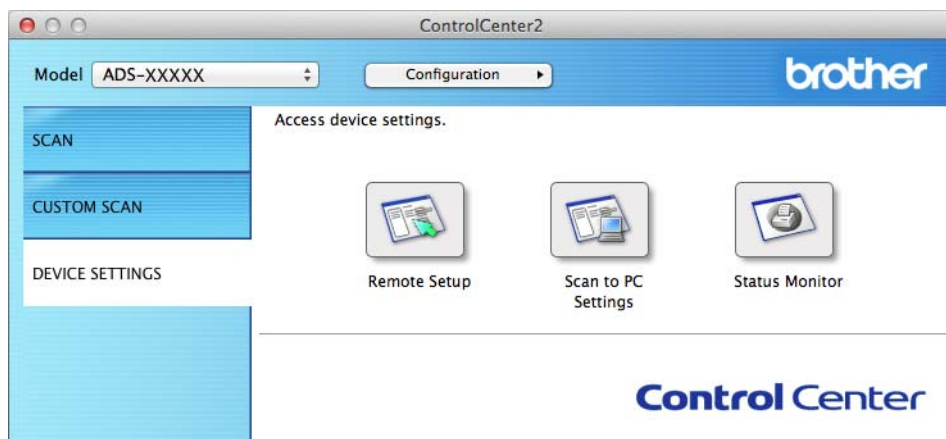 ControlCenter2
Model ADS-XXXXX Configuration
brother
SCAN
CUSTOM SCAN
DEVICE SETTINGS
Access device settings.
Remote Setup
Scan to PC
Settings
Status Monitor
Control Center